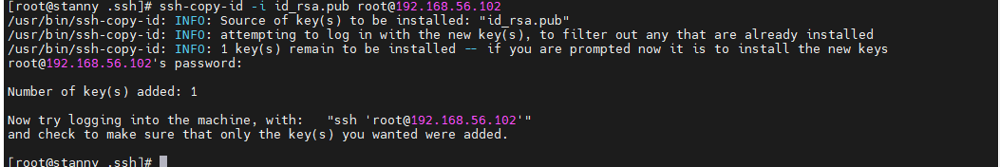 [root@stanny .ssh]# ssh-copy-id -i id_rsa.pub root@192.168.56.102
/usr/bin/ssh-copy-id: INFO: Source of key(s) to be installed: "id_rsa.pub"
/usr/bin/ssh-copy-id: INFO: attempting to log in with the new key(s), to filter out any that are already installed
/usr/bin/ssh-copy-id: INFO: 1 key(s) remain to be installed -- if you are prompted now it is to install the new keys
root@192.168.56.102's password:
Number of key(s) added: 1
Now try logging into the machine, with:   "ssh 'root@192.168.56.102'"
and check to make sure that only the key(s) you wanted were added.
[root@stanny .ssh]#